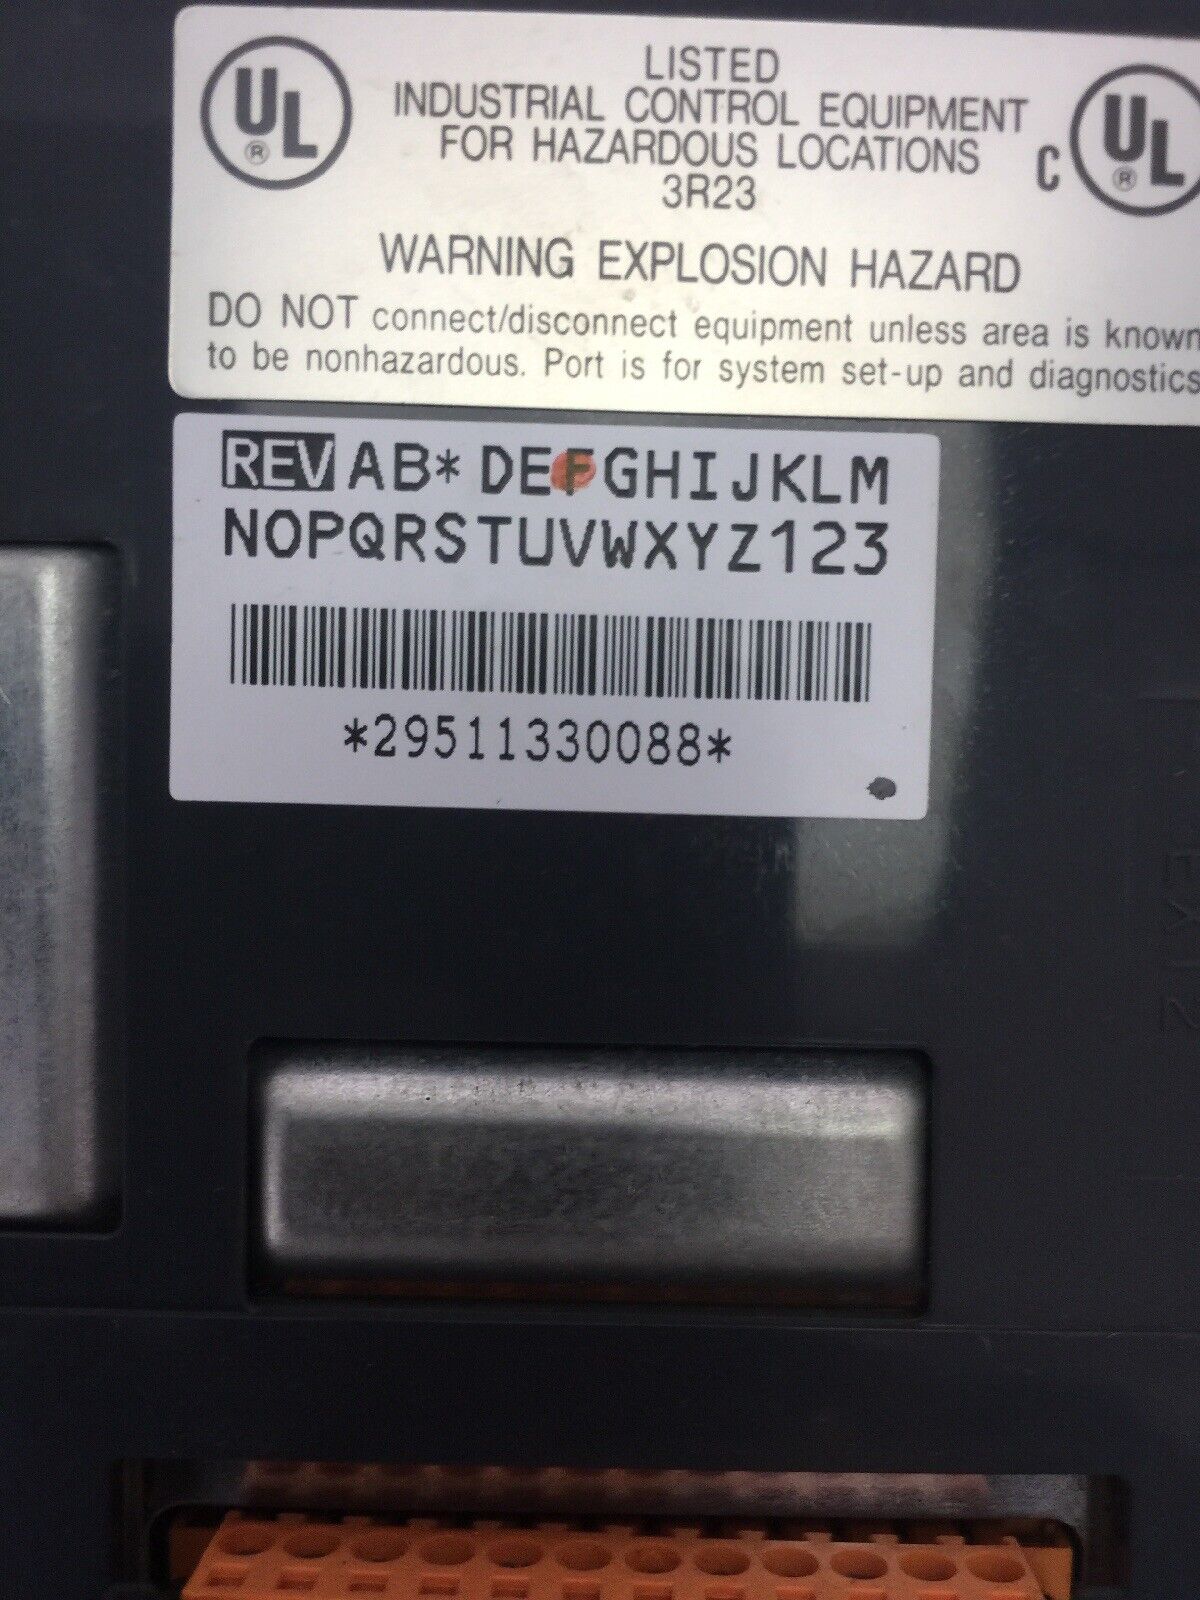 LISTED
INDUSTRIAL CONTROL EQUIPMENT
FOR HAZARDOUS LOCATIONS
3R23
UL ®
C UL ®
WARNING EXPLOSION HAZARD
DO NOT connect/disconnect equipment unless area is known
to be nonhazardous. Port is for system set-up and diagnostics
REV AB* DEFGHIJKLM
NOPQRSTUVWXYZ123
*29511330088*